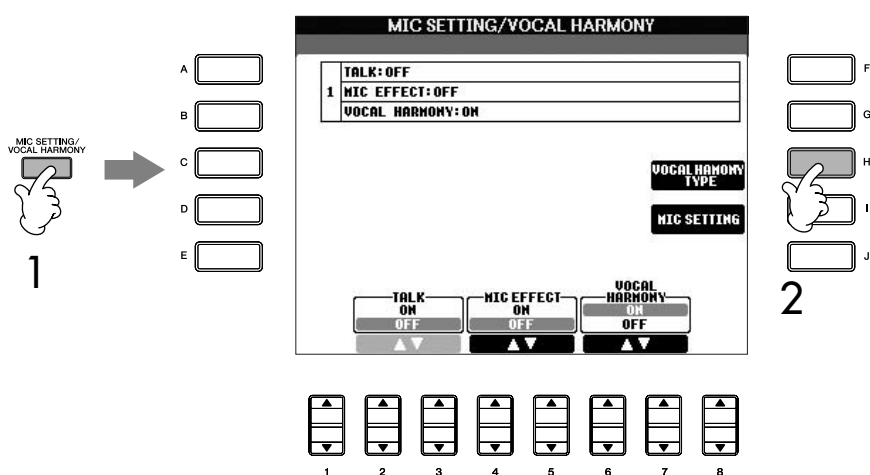 MIC SETTING/VOCAL HARMONY
TALK: OFF
1 MIC EFFECT: OFF
VOCAL HARMONY: ON
VOCAL HAMONY
TYPE
MIC SETTING
TALK
ON
OFF
MIC EFFECT
ON
OFF
VOCAL
HARMONY
ON
OFF
MIC SETTING/
VOCAL HARMONY
1
A
B
C
D
E
F
G
H
I
J
2
1 2 3 4 5 6 7 8